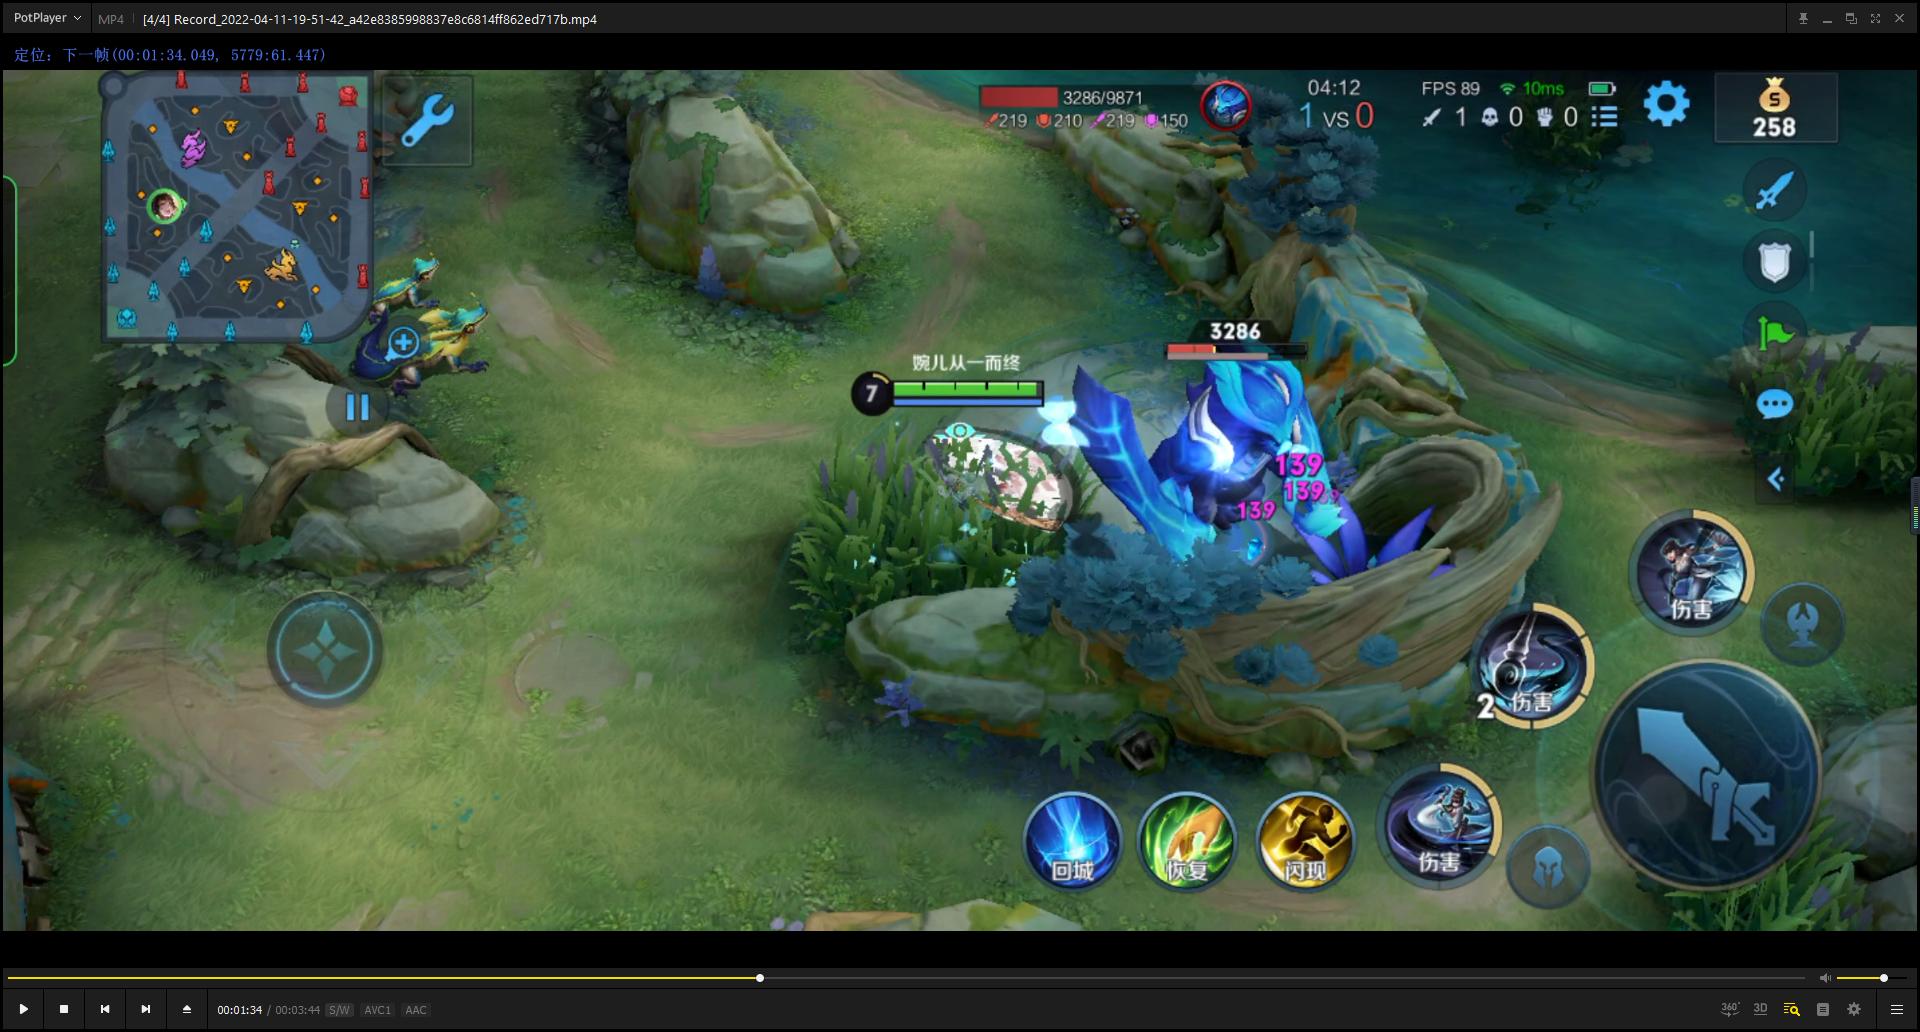 PotPlayer MP4 [4/4] Record_2022-04-11-19-51-42_a42e8385998837e8c6814ff862ed717b.mp4
定位: 下一帧(00:01:34.049, 5779:61.447)
3286/9871
219 210 219 150
04:12
1 VS 0
FPS 89 10ms
1 0 0
S
258
3286
婉儿从一而终
7
139
139
139
伤害
2 伤害
伤害
回城 恢复 闪现
00:01:34 / 00:03:44 S/W AVC1 AAC
360° 3D